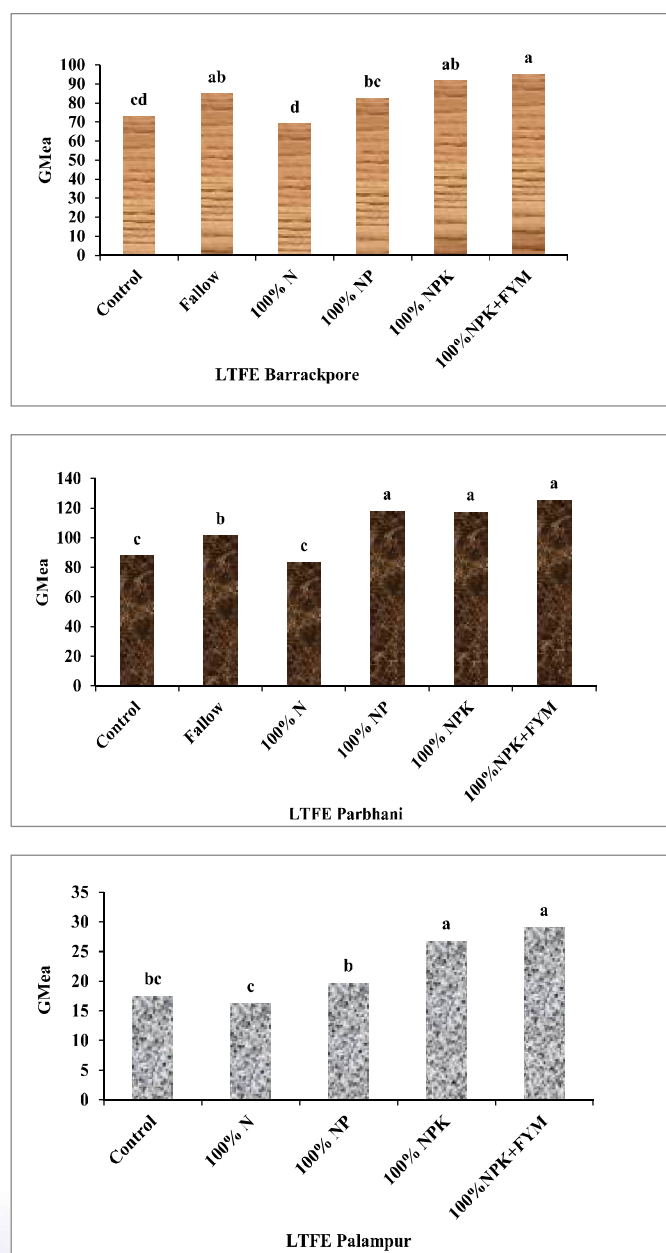 100
90
80
70
60
50
40
30
20
10
0
GMea
cd
ab
d
bc
ab
a
Control
Fallow
100% N
100% NP
100% NPK
100%NPK+FYM
LTFE Barrackpore
140
120
100
80
60
40
20
0
GMea
c
b
c
a
a
a
Control
Fallow
100% N
100% NP
100% NPK
100%NPK+FYM
LTFE Parbhani
35
30
25
20
15
10
5
0
GMea
bc
c
b
a
a
Control
100% N
100% NP
100% NPK
100%NPK+FYM
LTFE Palampur